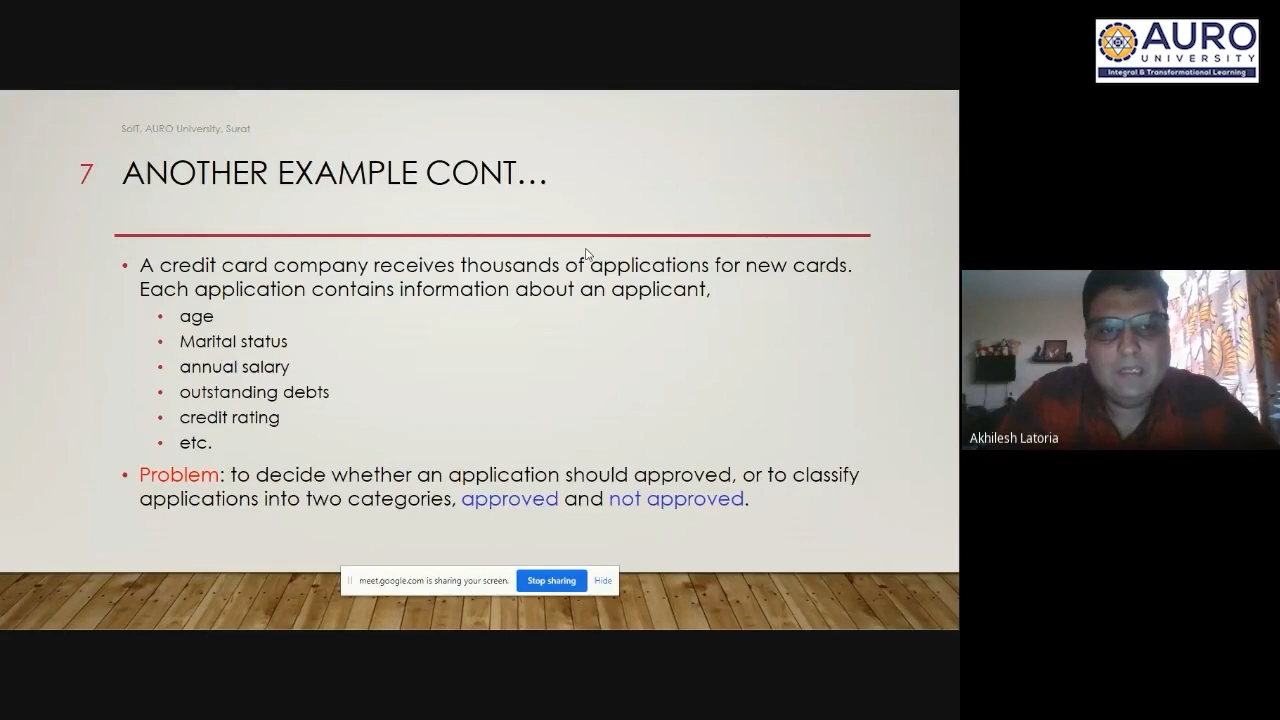 AURO
UNIVERSITY
Integral & Transformational Learning
SoIT, AURO University, Surat
7 ANOTHER EXAMPLE CONT...
• A credit card company receives thousands of applications for new cards.
Each application contains information about an applicant,
• age
• Marital status
• annual salary
• outstanding debts
• credit rating
• etc.
• Problem: to decide whether an application should approved, or to classify
applications into two categories, approved and not approved.
meet.google.com is sharing your screen. Stop sharing Hide
Akhilesh Latoria